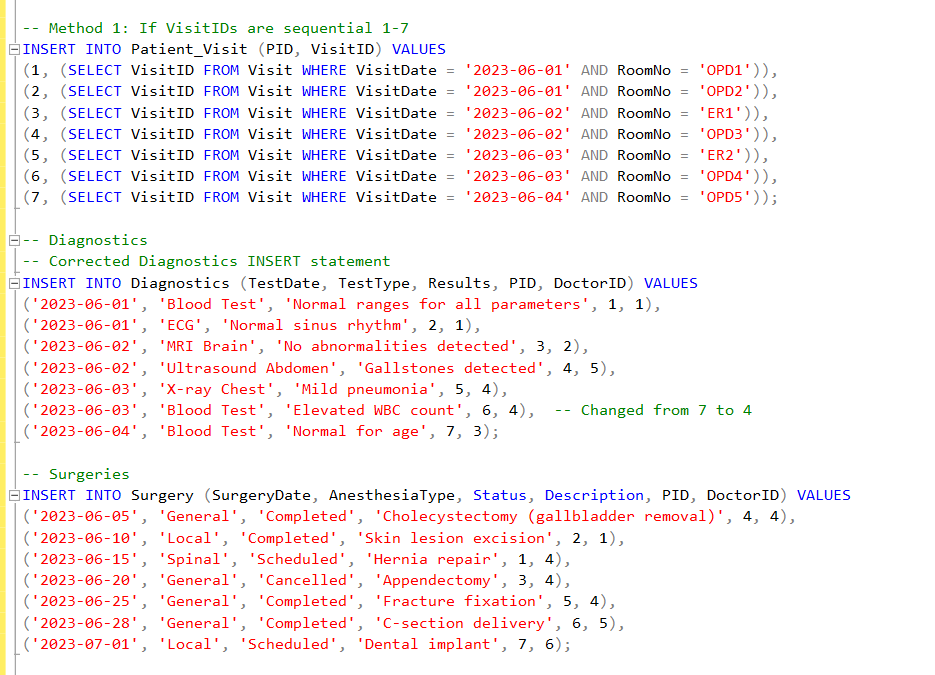 -- Method 1: If VisitIDs are sequential 1-7
INSERT INTO Patient_Visit (PID, VisitID) VALUES
(1, (SELECT VisitID FROM Visit WHERE VisitDate = '2023-06-01' AND RoomNo = 'OPD1')),
(2, (SELECT VisitID FROM Visit WHERE VisitDate = '2023-06-01' AND RoomNo = 'OPD2')),
(3, (SELECT VisitID FROM Visit WHERE VisitDate = '2023-06-02' AND RoomNo = 'ER1')),
(4, (SELECT VisitID FROM Visit WHERE VisitDate = '2023-06-02' AND RoomNo = 'OPD3')),
(5, (SELECT VisitID FROM Visit WHERE VisitDate = '2023-06-03' AND RoomNo = 'ER2')),
(6, (SELECT VisitID FROM Visit WHERE VisitDate = '2023-06-03' AND RoomNo = 'OPD4')),
(7, (SELECT VisitID FROM Visit WHERE VisitDate = '2023-06-04' AND RoomNo = 'OPD5'));
-- Diagnostics
-- Corrected Diagnostics INSERT statement
INSERT INTO Diagnostics (TestDate, TestType, Results, PID, DoctorID) VALUES
('2023-06-01', 'Blood Test', 'Normal ranges for all parameters', 1, 1),
('2023-06-01', 'ECG', 'Normal sinus rhythm', 2, 1),
('2023-06-02', 'MRI Brain', 'No abnormalities detected', 3, 2),
('2023-06-02', 'Ultrasound Abdomen', 'Gallstones detected', 4, 5),
('2023-06-03', 'X-ray Chest', 'Mild pneumonia', 5, 4),
('2023-06-03', 'Blood Test', 'Elevated WBC count', 6, 4),  -- Changed from 7 to 4
('2023-06-04', 'Blood Test', 'Normal for age', 7, 3);
-- Surgeries
INSERT INTO Surgery (SurgeryDate, AnesthesiaType, Status, Description, PID, DoctorID) VALUES
('2023-06-05', 'General', 'Completed', 'Cholecystectomy (gallbladder removal)', 4, 4),
('2023-06-10', 'Local', 'Completed', 'Skin lesion excision', 2, 1),
('2023-06-15', 'Spinal', 'Scheduled', 'Hernia repair', 1, 4),
('2023-06-20', 'General', 'Cancelled', 'Appendectomy', 3, 4),
('2023-06-25', 'General', 'Completed', 'Fracture fixation', 5, 4),
('2023-06-28', 'General', 'Completed', 'C-section delivery', 6, 5),
('2023-07-01', 'Local', 'Scheduled', 'Dental implant', 7, 6);